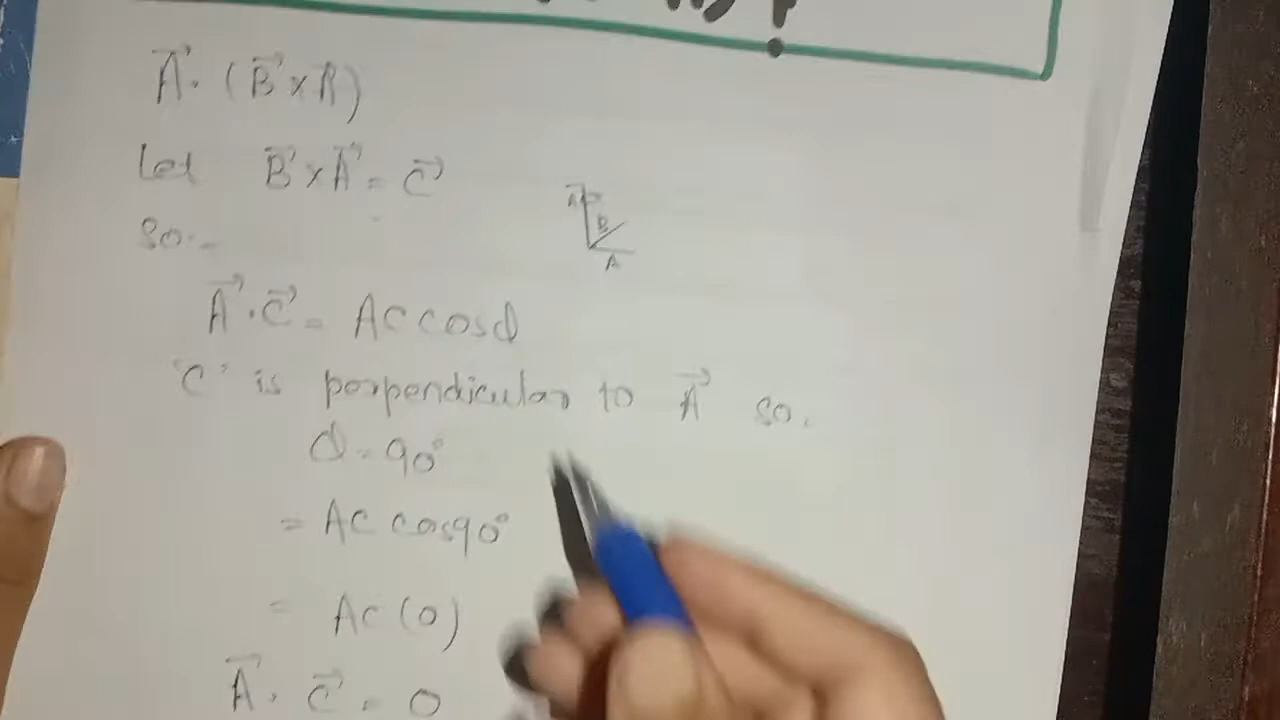 A⃗ . (B⃗ x A⃗)
Let B⃗ x A⃗ = C⃗
So:-
A⃗ . C⃗ = AC cosθ
'C' is perpendicular to A⃗ so.
θ = 90°
= AC cos90°
= AC (0)
A⃗ . C⃗ = 0
B
A